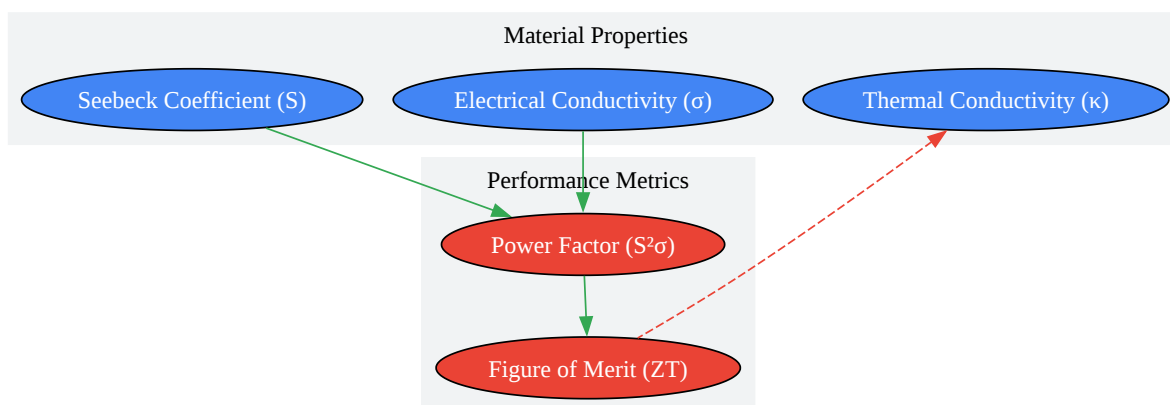 Material Properties
Seebeck Coefficient (S)
Electrical Conductivity (σ)
Thermal Conductivity (κ)
Performance Metrics
Power Factor (S²σ)
Figure of Merit (ZT)